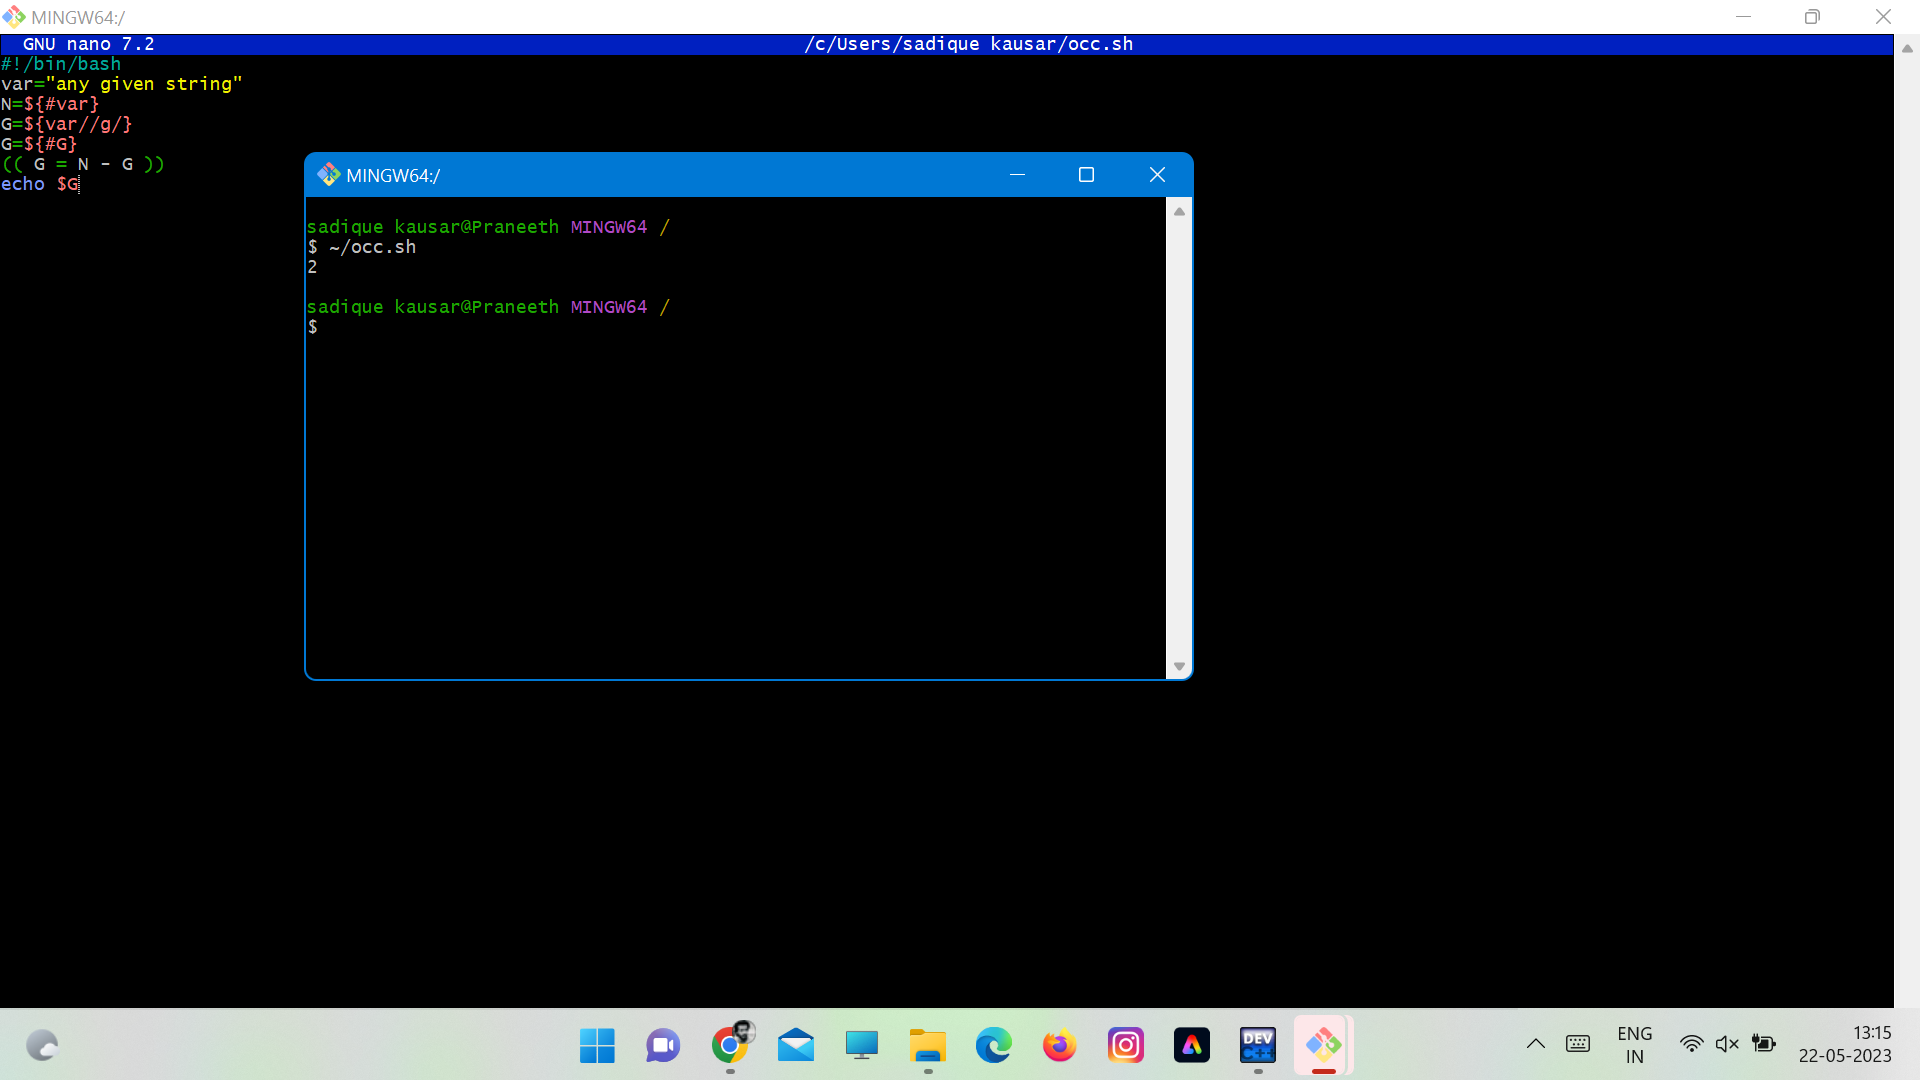 MINGW64:/
GNU nano 7.2 /c/Users/sadique kausar/occ.sh
#!/bin/bash
var="any given string"
N=${#var}
G=${var//g/}
G=${#G}
(( G = N - G ))
echo $G
MINGW64:/
sadique kausar@Praneeth MINGW64 /
$ ~/occ.sh
2
sadique kausar@Praneeth MINGW64 /
$
DEV
C++
ENG
IN
13:15
22-05-2023